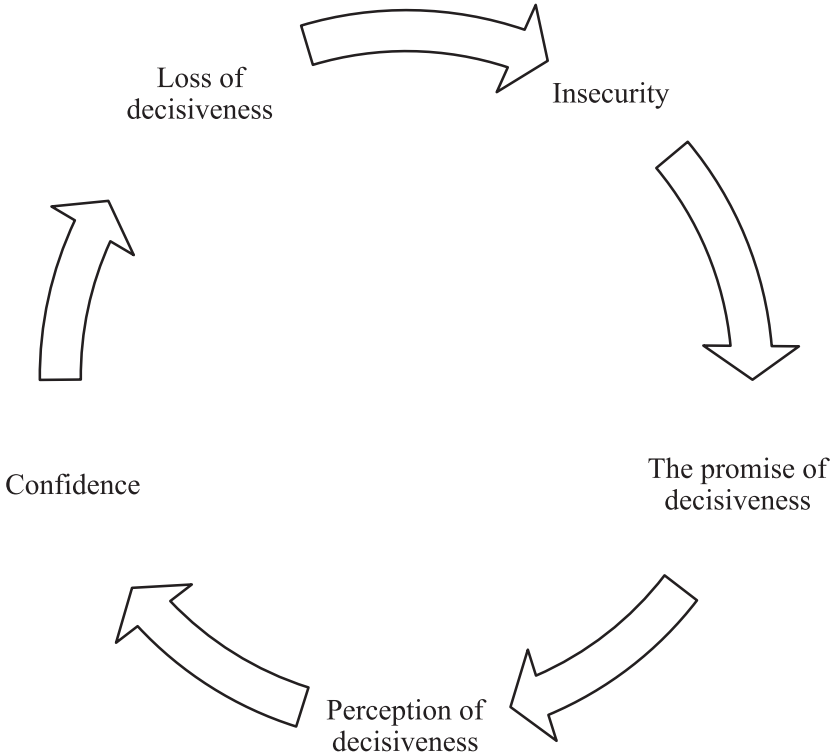 Loss of
decisiveness
Insecurity
The promise of
decisiveness
Perception of
decisiveness
Confidence